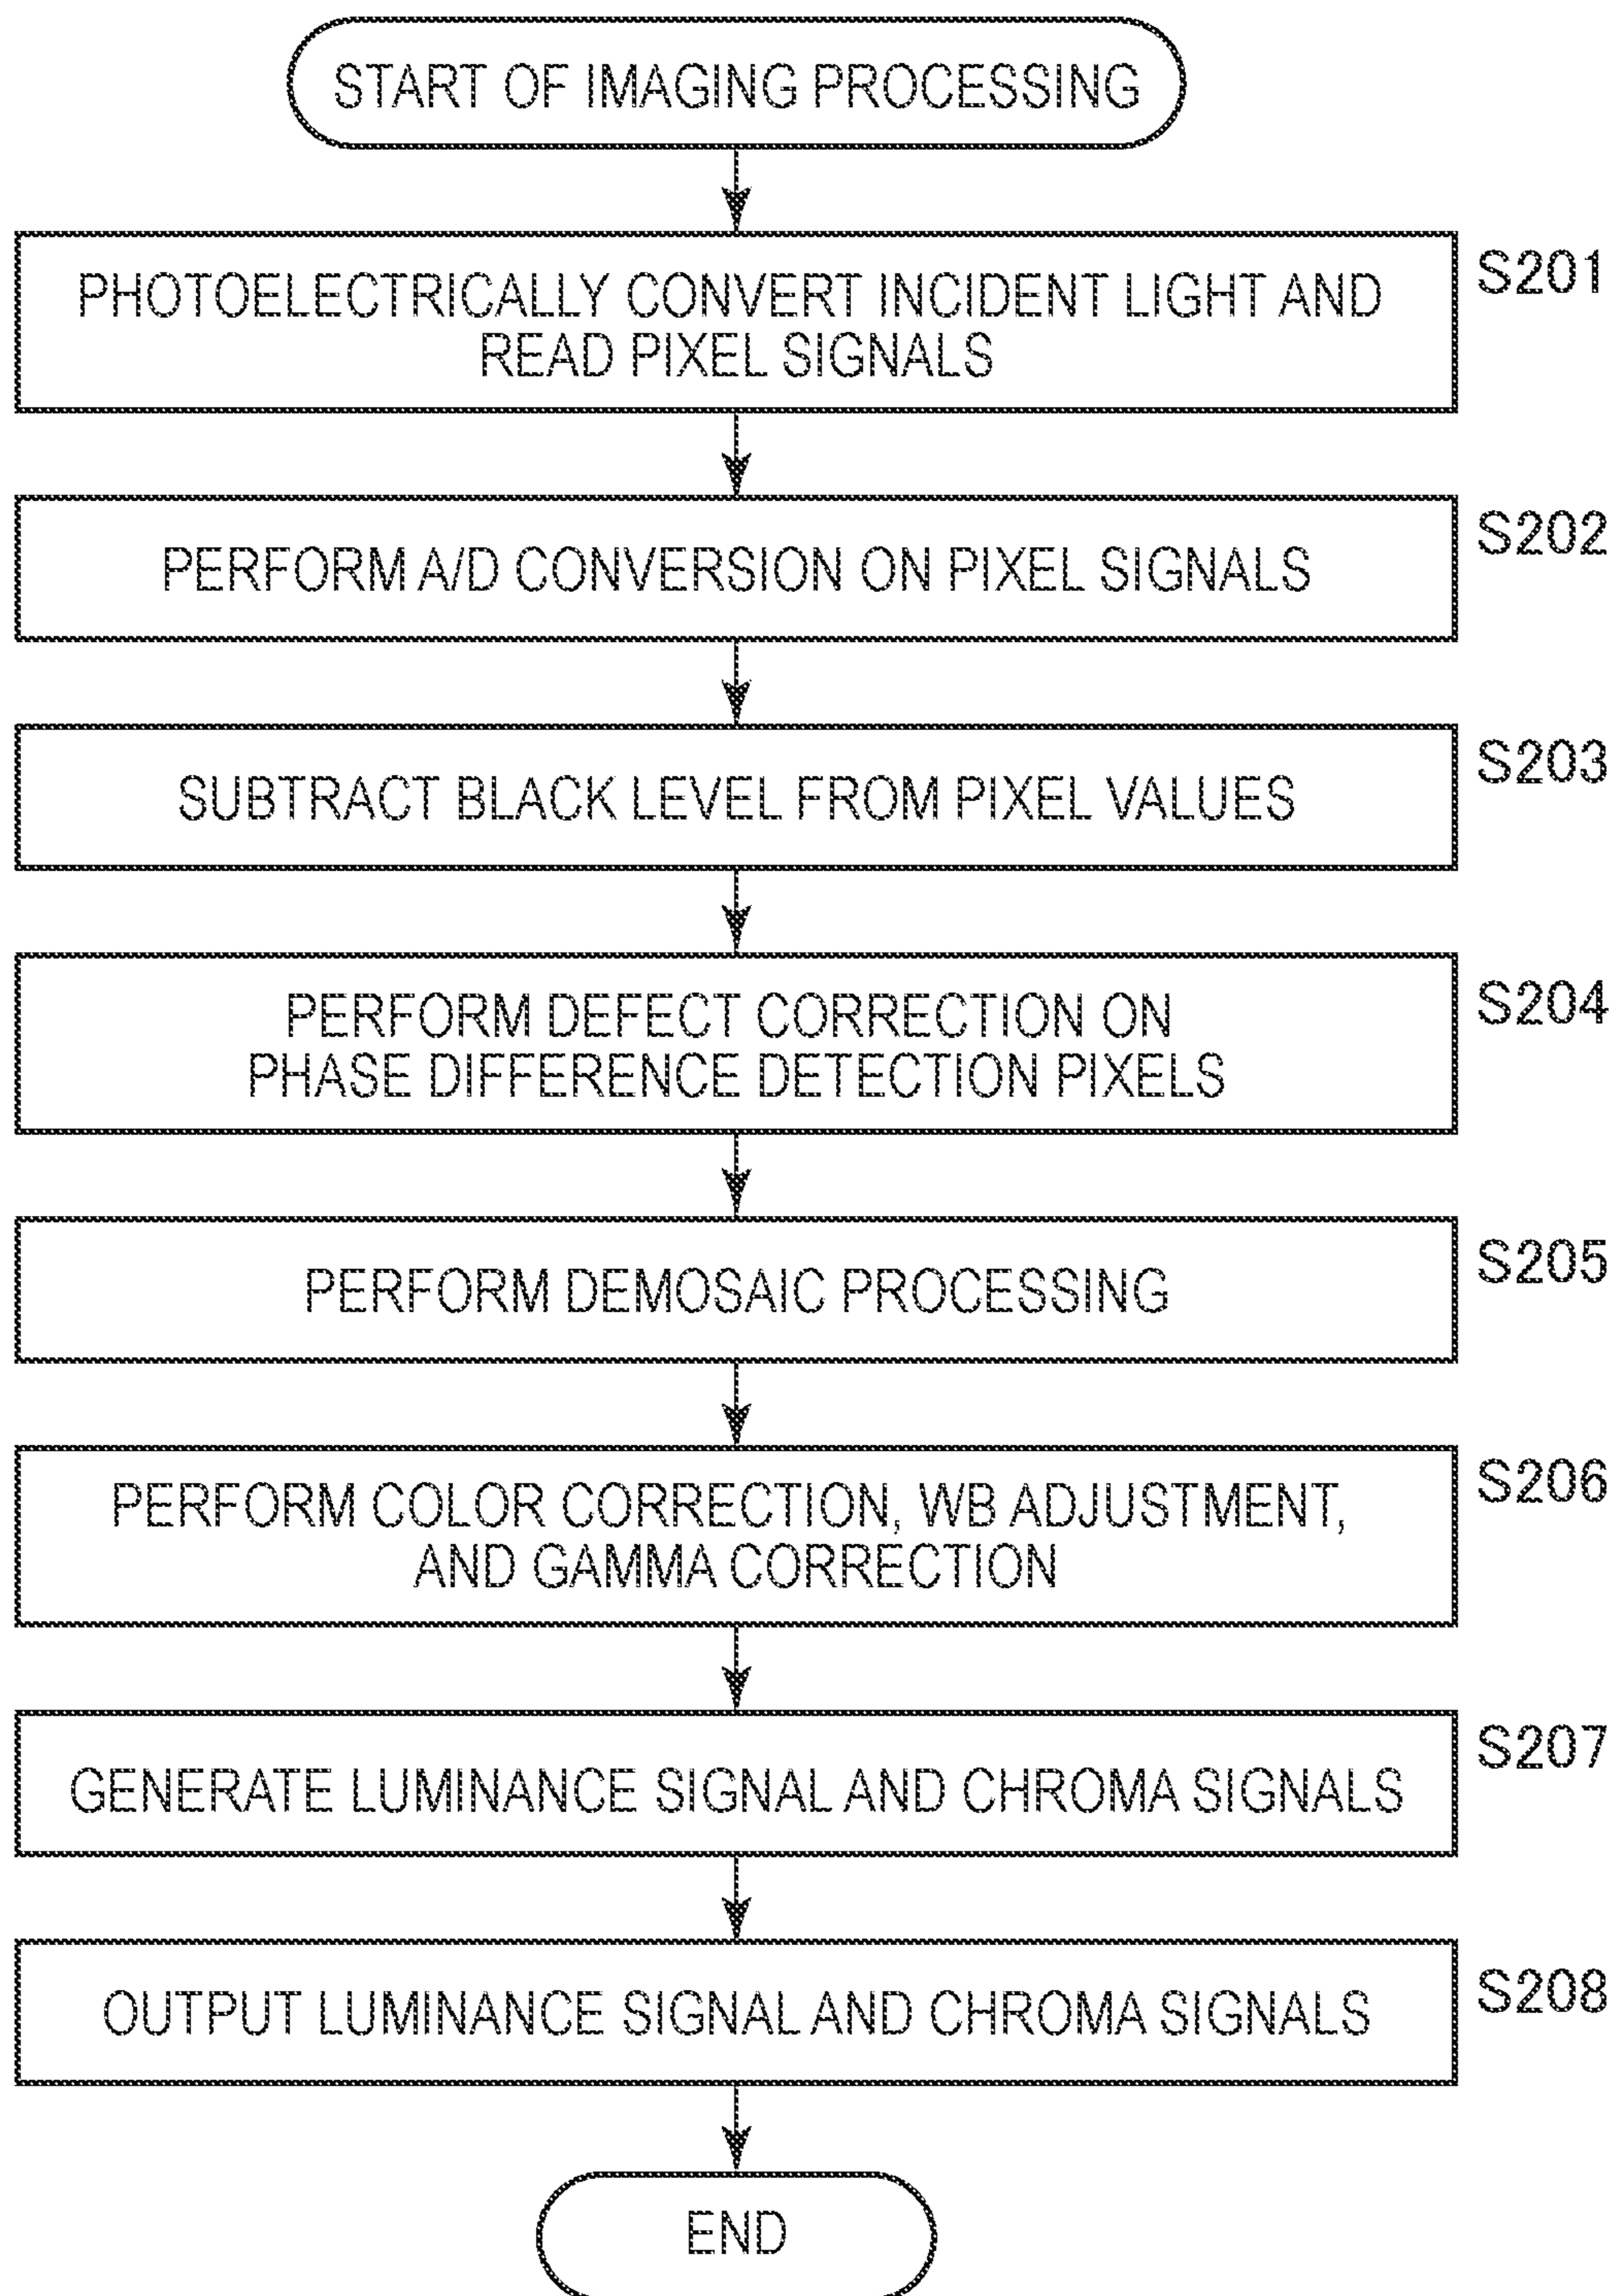 START OF IMAGING PROCESSING
PHOTOELECTRICALLY CONVERT INCIDENT LIGHT AND
READ PIXEL SIGNALS
S201
PERFORM A/D CONVERSION ON PIXEL SIGNALS
S202
SUBTRACT BLACK LEVEL FROM PIXEL VALUES
S203
PERFORM DEFECT CORRECTION ON
PHASE DIFFERENCE DETECTION PIXELS
S204
PERFORM DEMOSAIC PROCESSING
S205
PERFORM COLOR CORRECTION, WB ADJUSTMENT,
AND GAMMA CORRECTION
S206
GENERATE LUMINANCE SIGNAL AND CHROMA SIGNALS
S207
OUTPUT LUMINANCE SIGNAL AND CHROMA SIGNALS
S208
END